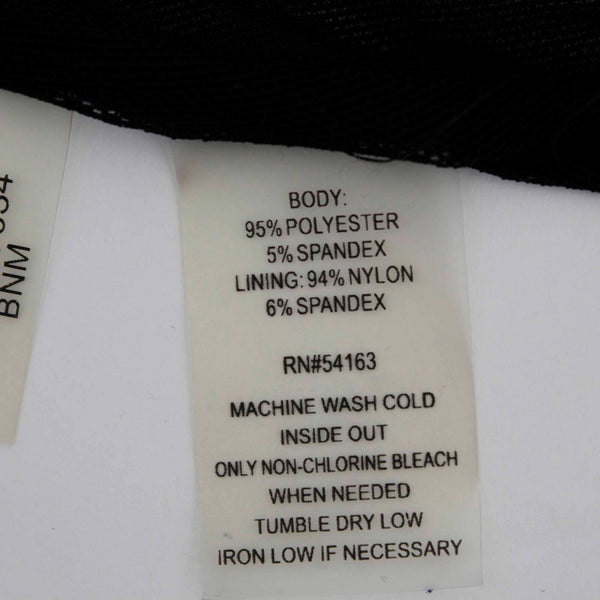 BODY:
95% POLYESTER
5% SPANDEX
LINING: 94% NYLON
6% SPANDEX
RN#54163
MACHINE WASH COLD
INSIDE OUT
ONLY NON-CHLORINE BLEACH
WHEN NEEDED
TUMBLE DRY LOW
IRON LOW IF NECESSARY
BNM